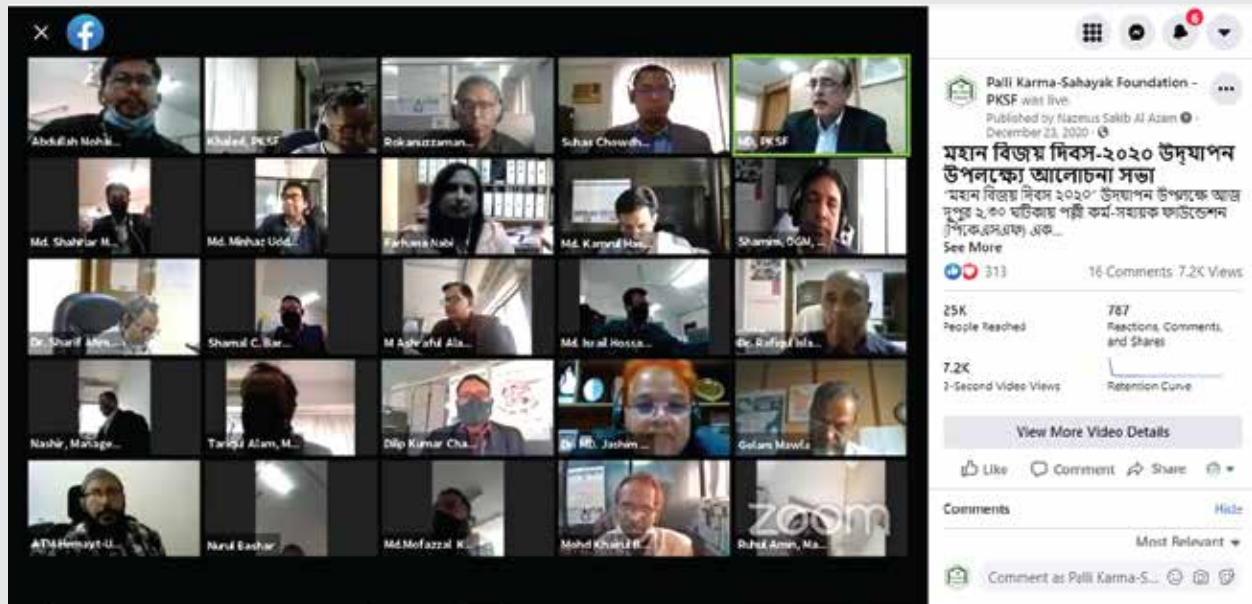 Abdullah Nohai...
Khaled, PKSF
Rokanuzzaman...
Suhas Chowdh...
MD, PKSF
Md. Shahriar M...
Md. Minhaz Udd...
Farhana Nabi
Md. Kamrul Has...
Shamim, DGM, ...
Dr. Sharif Ahm...
Shamal C. Bar...
M Ashraful Ala...
Md. Israil Hossa...
Dr. Rafiqul Isla...
Nashir, Manage...
Tariqul Alam, M...
Dilip Kumar Cha...
Dr. MD. Jashim ...
Golam Mawla
ATM Hemayt-U...
Nurul Bashar
Md.Mofazzal K...
Mohd Khairul B...
Ruhul Amin, Ma...
zoom
6
Palli Karma-Sahayak Foundation -
PKSF was live.
Published by Nazmus Sakib Al Azam ·
December 23, 2020 ·
মহান বিজয় দিবস-২০২০ উদ্‌যাপন
উপলক্ষ্যে আলোচনা সভা
"মহান বিজয় দিবস ২০২০" উদযাপন উপলক্ষে আজ
দুপুর ২.৩০ ঘটিকায় পল্লী কর্ম-সহায়ক ফাউন্ডেশন
(পিকেএসএফ) এক...
See More
313
16 Comments 7.2K Views
25K
People Reached
787
Reactions, Comments,
and Shares
7.2K
3-Second Video Views
Retention Curve
View More Video Details
Like Comment Share
Comments Hide
Most Relevant
Comment as Palli Karma-S...